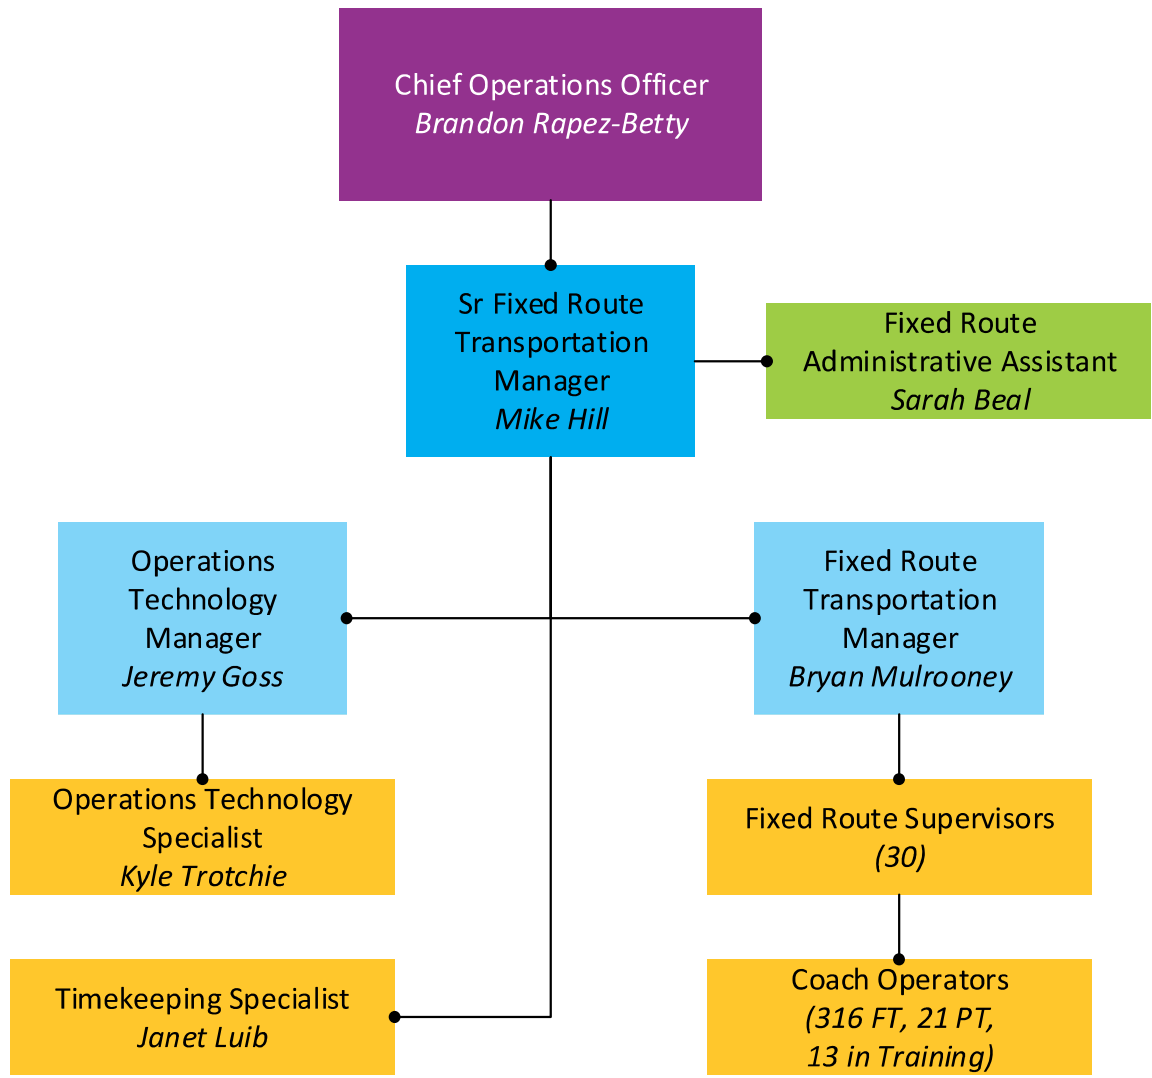 Chief Operations Officer
Brandon Rapez-Betty
Sr Fixed Route
Transportation
Manager
Mike Hill
Fixed Route
Administrative Assistant
Sarah Beal
Operations
Technology
Manager
Jeremy Goss
Fixed Route
Transportation
Manager
Bryan Mulrooney
Operations Technology
Specialist
Kyle Trotchie
Fixed Route Supervisors
(30)
Timekeeping Specialist
Janet Luib
Coach Operators
(316 FT, 21 PT,
13 in Training)